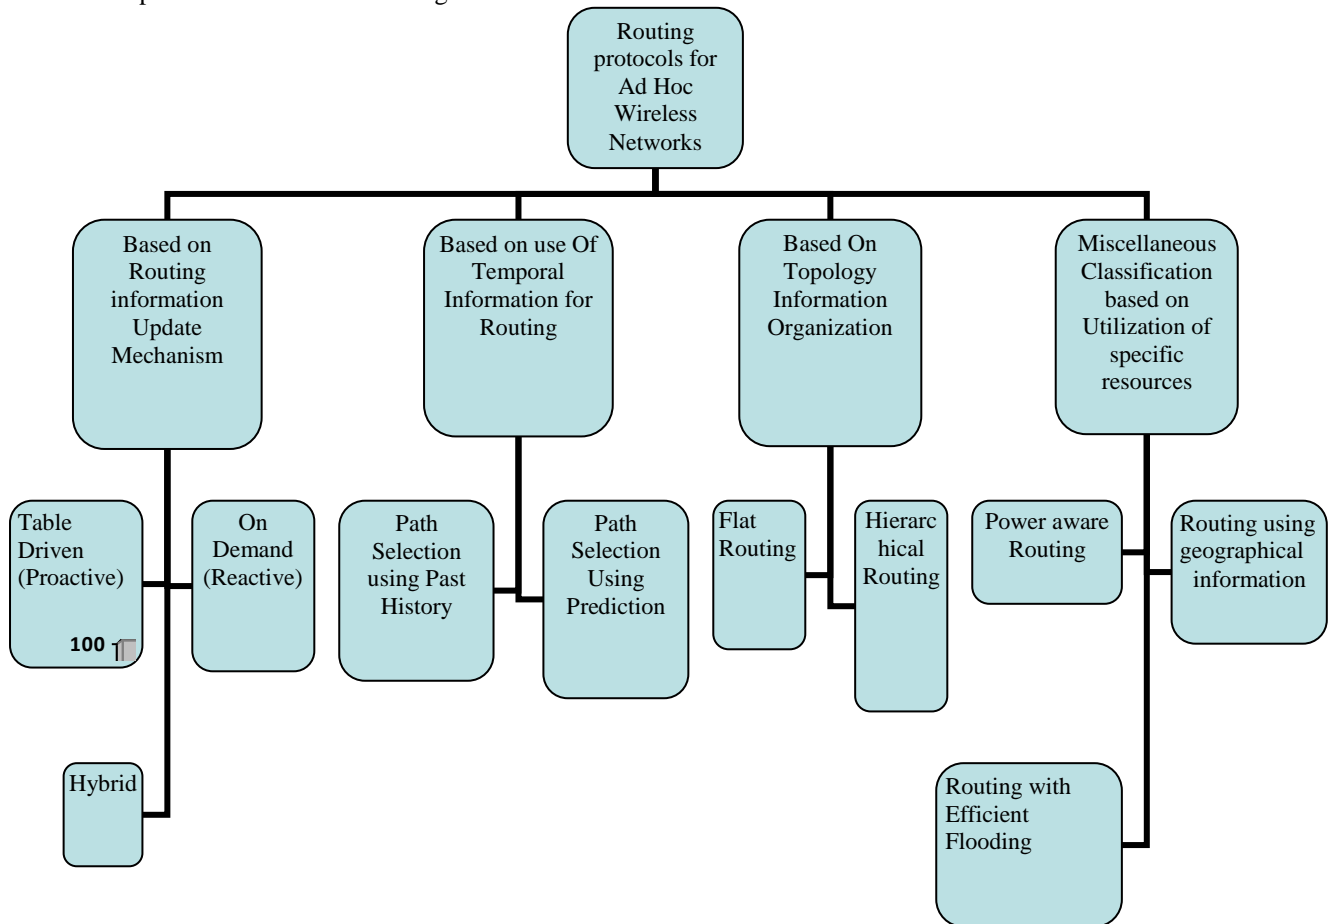 Routing
protocols for
Ad Hoc
Wireless
Networks
Based on
Routing
information
Update
Mechanism
Based on use Of
Temporal
Information for
Routing
Based On
Topology
Information
Organization
Miscellaneous
Classification
based on
Utilization of
specific
resources
Table
Driven
(Proactive)
100
On
Demand
(Reactive)
Path
Selection
using Past
History
Path
Selection
Using
Prediction
Flat
Routing
Hierarc
hical
Routing
Power aware
Routing
Routing using
geographical
information
Hybrid
Routing with
Efficient
Flooding